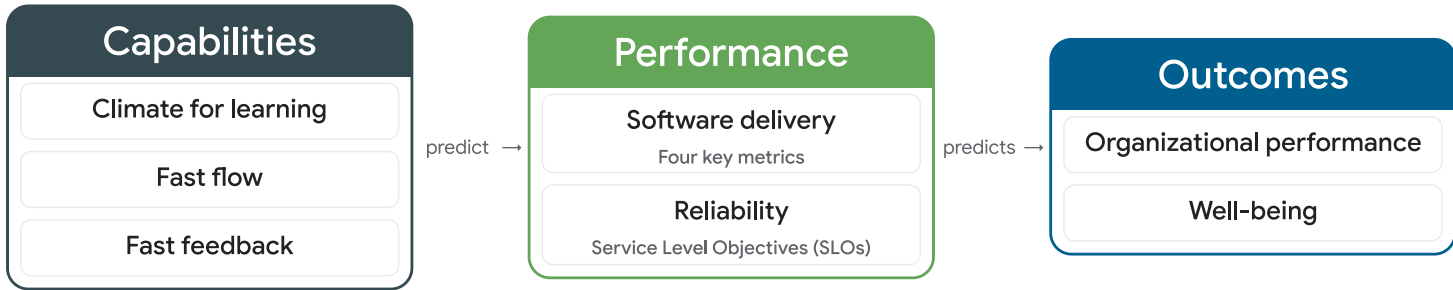 Capabilities
Climate for learning
Fast flow
Fast feedback
predict →
Performance
Software delivery
Four key metrics
Reliability
Service Level Objectives (SLOs)
predicts →
Outcomes
Organizational performance
Well-being